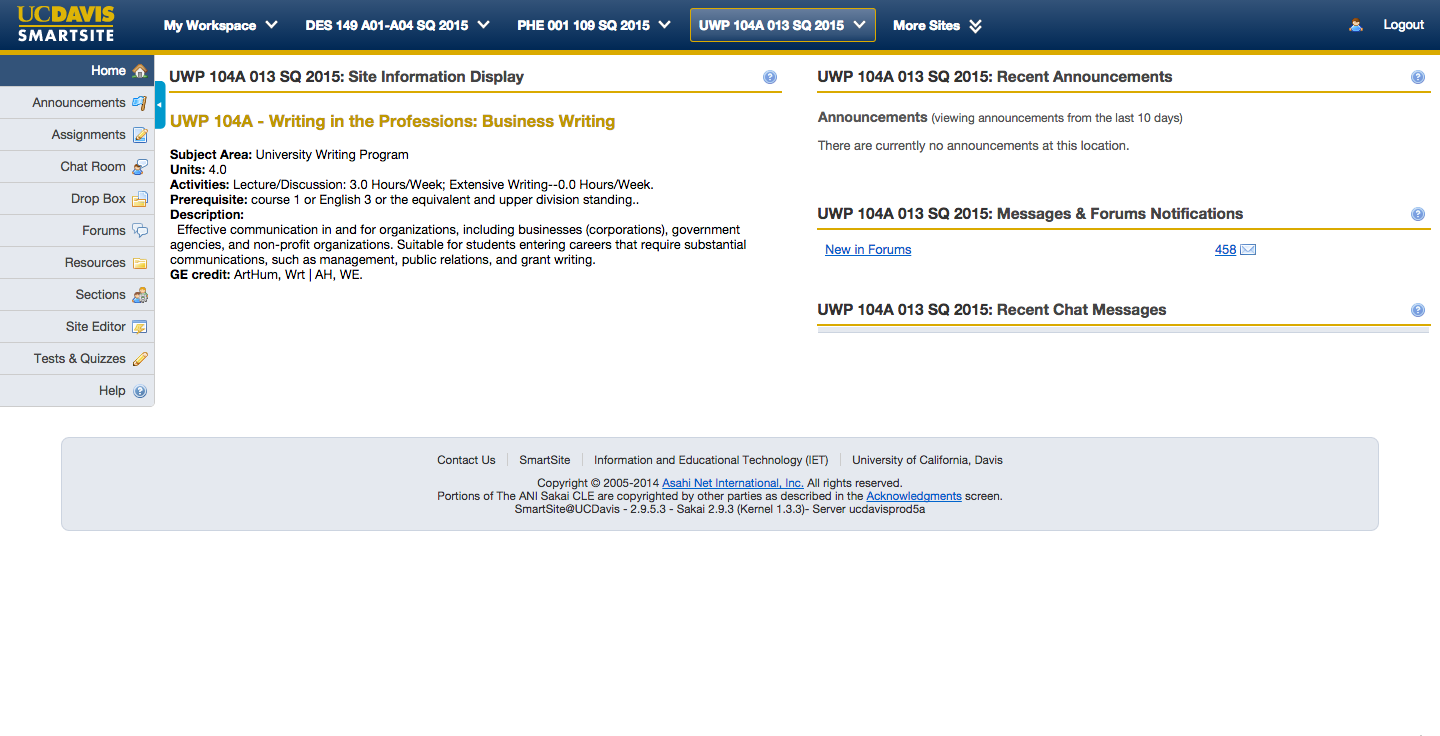 UCDAVIS
SMARTSITE
My Workspace
DES 149 A01-A04 SQ 2015
PHE 001 109 SQ 2015
UWP 104A 013 SQ 2015
More Sites
Logout
Home
Announcements
Assignments
Chat Room
Drop Box
Forums
Resources
Sections
Site Editor
Tests & Quizzes
Help
UWP 104A 013 SQ 2015: Site Information Display
UWP 104A - Writing in the Professions: Business Writing
Subject Area: University Writing Program
Units: 4.0
Activities: Lecture/Discussion: 3.0 Hours/Week; Extensive Writing--0.0 Hours/Week.
Prerequisite: course 1 or English 3 or the equivalent and upper division standing..
Description:
Effective communication in and for organizations, including businesses (corporations), government
agencies, and non-profit organizations. Suitable for students entering careers that require substantial
communications, such as management, public relations, and grant writing.
GE credit: ArtHum, Wrt | AH, WE.
UWP 104A 013 SQ 2015: Recent Announcements
Announcements (viewing announcements from the last 10 days)
There are currently no announcements at this location.
UWP 104A 013 SQ 2015: Messages & Forums Notifications
New in Forums 458
UWP 104A 013 SQ 2015: Recent Chat Messages
Contact Us | SmartSite | Information and Educational Technology (IET) | University of California, Davis
Copyright © 2005-2014 Asahi Net International, Inc. All rights reserved.
Portions of The ANI Sakai CLE are copyrighted by other parties as described in the Acknowledgments screen.
SmartSite@UCDavis - 2.9.5.3 - Sakai 2.9.3 (Kernel 1.3.3)- Server ucdavisprod5a